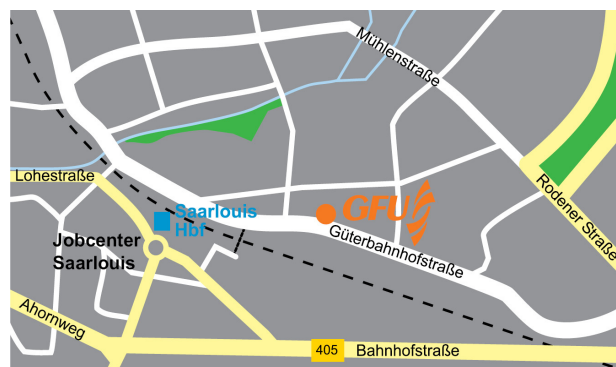 Mühlenstraße
Lohestraße
Rodener Straße
Saarlouis
Hbf
GFU
Jobcenter
Saarlouis
Güterbahnhofstraße
Ahornweg
405
Bahnhofstraße